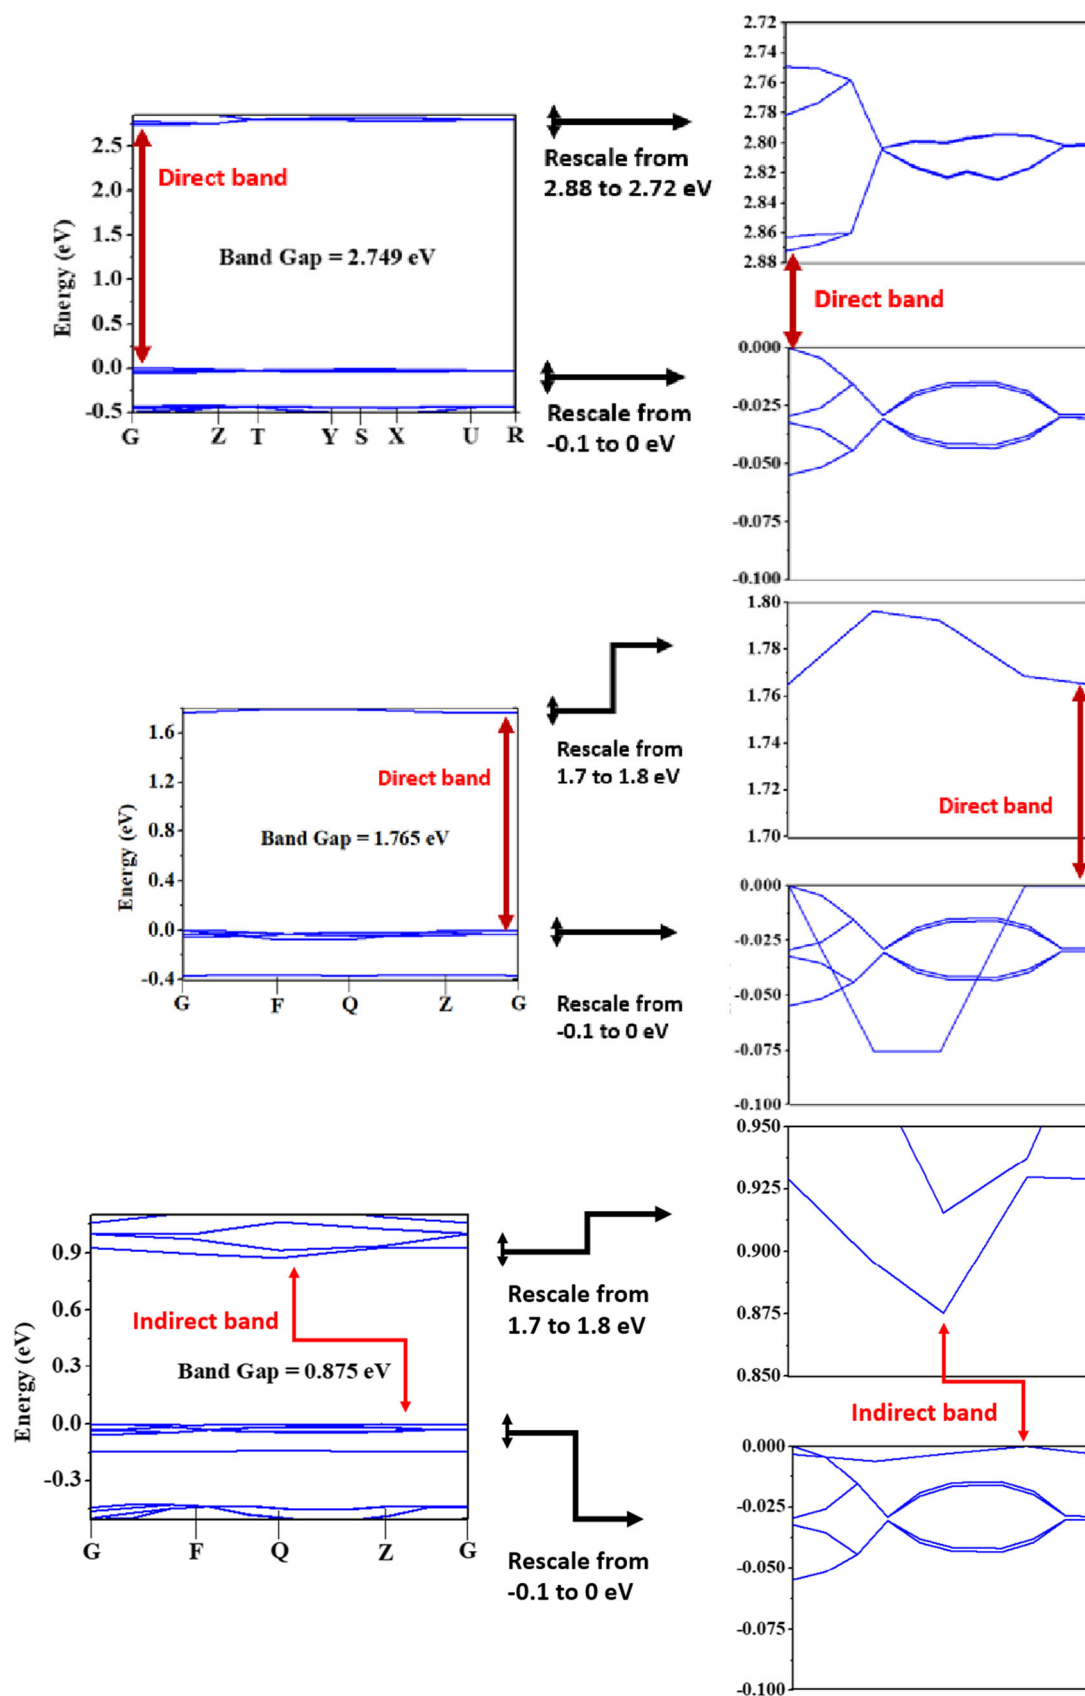 2.72
2.74
2.76
2.78
2.80
2.82
2.84
2.86
2.88
Energy (eV)
2.5
2.0
1.5
1.0
0.5
0.0
-0.5
Direct band
Band Gap = 2.749 eV
G Z T Y S X U R
Rescale from
2.88 to 2.72 eV
Direct band
Rescale from
-0.1 to 0 eV
0.000
-0.025
-0.050
-0.075
-0.100
Energy (eV)
1.6
1.2
0.8
0.4
0.0
-0.4
Direct band
Band Gap = 1.765 eV
G F Q Z G
Rescale from
1.7 to 1.8 eV
1.80
1.78
1.76
1.74
1.72
1.70
Direct band
Rescale from
-0.1 to 0 eV
0.000
-0.025
-0.050
-0.075
-0.100
Energy (eV)
0.9
0.6
0.3
0.0
-0.3
Indirect band
Band Gap = 0.875 eV
G F Q Z G
Rescale from
1.7 to 1.8 eV
0.950
0.925
0.900
0.875
0.850
Indirect band
Rescale from
-0.1 to 0 eV
0.000
-0.025
-0.050
-0.075
-0.100